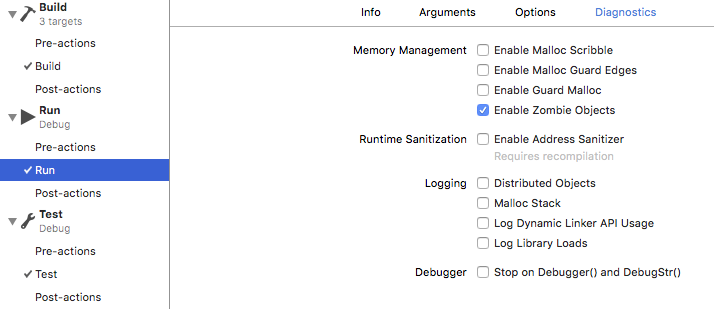 Build
3 targets
Pre-actions
Build
Post-actions
Run
Debug
Pre-actions
Run
Post-actions
Test
Debug
Pre-actions
Test
Post-actions
Info Arguments Options Diagnostics
Memory Management Enable Malloc Scribble
Enable Malloc Guard Edges
Enable Guard Malloc
Enable Zombie Objects
Runtime Sanitization Enable Address Sanitizer
Requires recompilation
Logging Distributed Objects
Malloc Stack
Log Dynamic Linker API Usage
Log Library Loads
Debugger Stop on Debugger() and DebugStr()